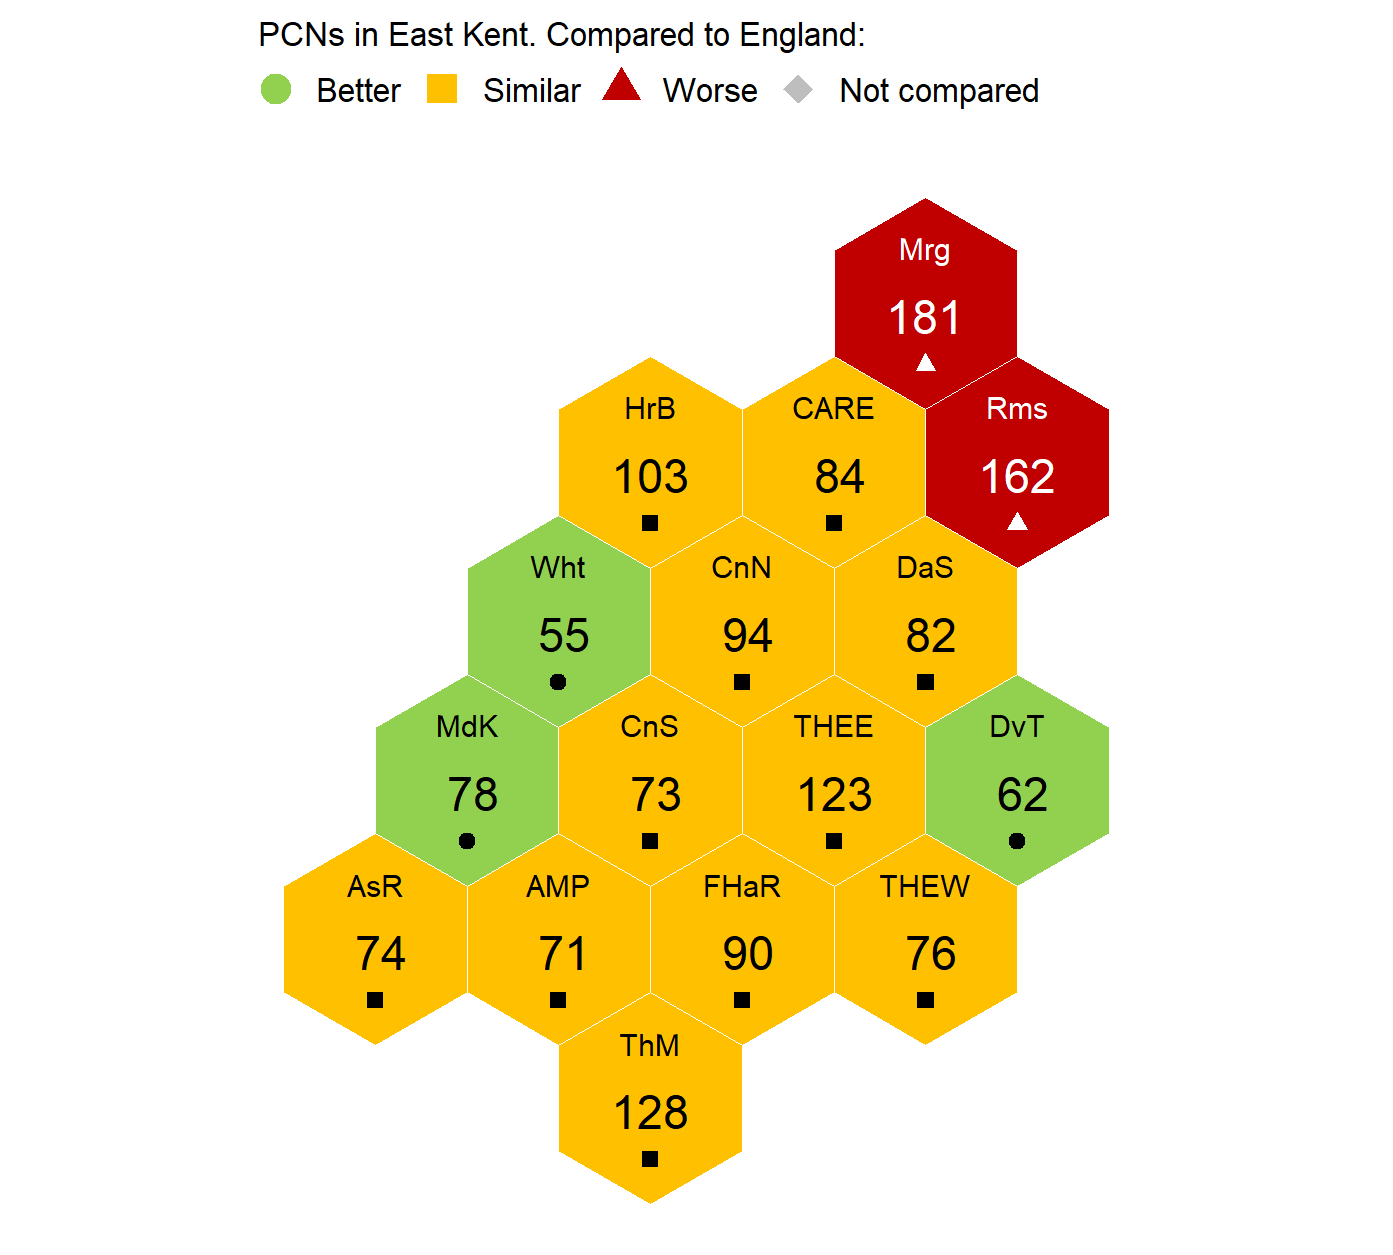 PCNs in East Kent. Compared to England:
Better Similar Worse Not compared
Mrg
181
HrB CARE Rms
103 84 162
Wht CnN DaS
55 94 82
MdK CnS THEE DvT
78 73 123 62
AsR AMP FHaR THEW
74 71 90 76
ThM
128